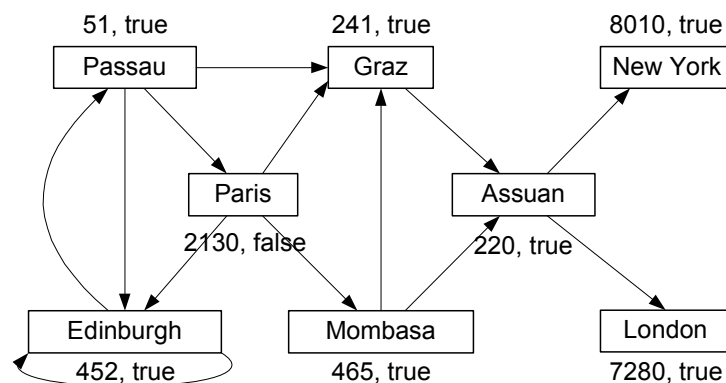 51, true
241, true
8010, true
Passau
Graz
New York
Paris
Assuan
2130, false
220, true
Edinburgh
Mombasa
London
452, true
465, true
7280, true